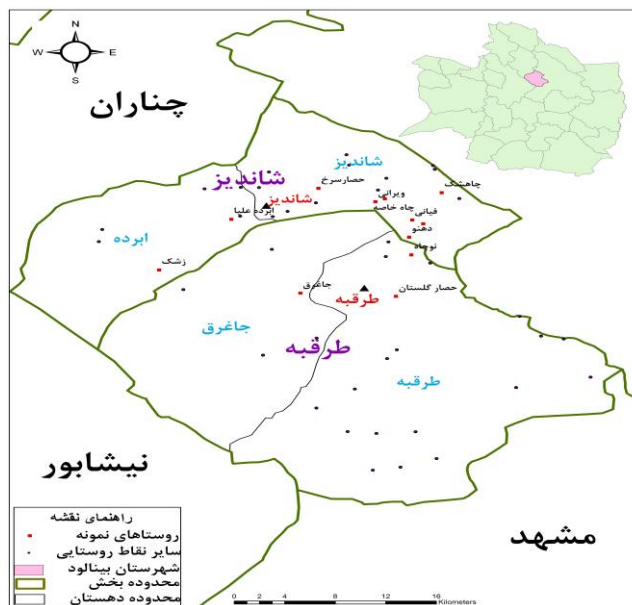 N
W E
S
چناران
شاندیز
شاندیز
حصارسرخ
شاندیز
چاهشک
ویرانی
چاه خاصه
ابرده علیا
فیانی
دهنو
نوچاه
ابرده
زشک
جاغرق
طرقبه
حصار گلستان
جاغرق
طرقبه
طرقبه
نیشابور
مشهد
راهنمای نقشه
روستاهای نمونه
سایر نقاط روستایی
شهرستان بینالود
محدوده بخش
محدوده دهستان
0 2 4 8 12 16
Kilometers